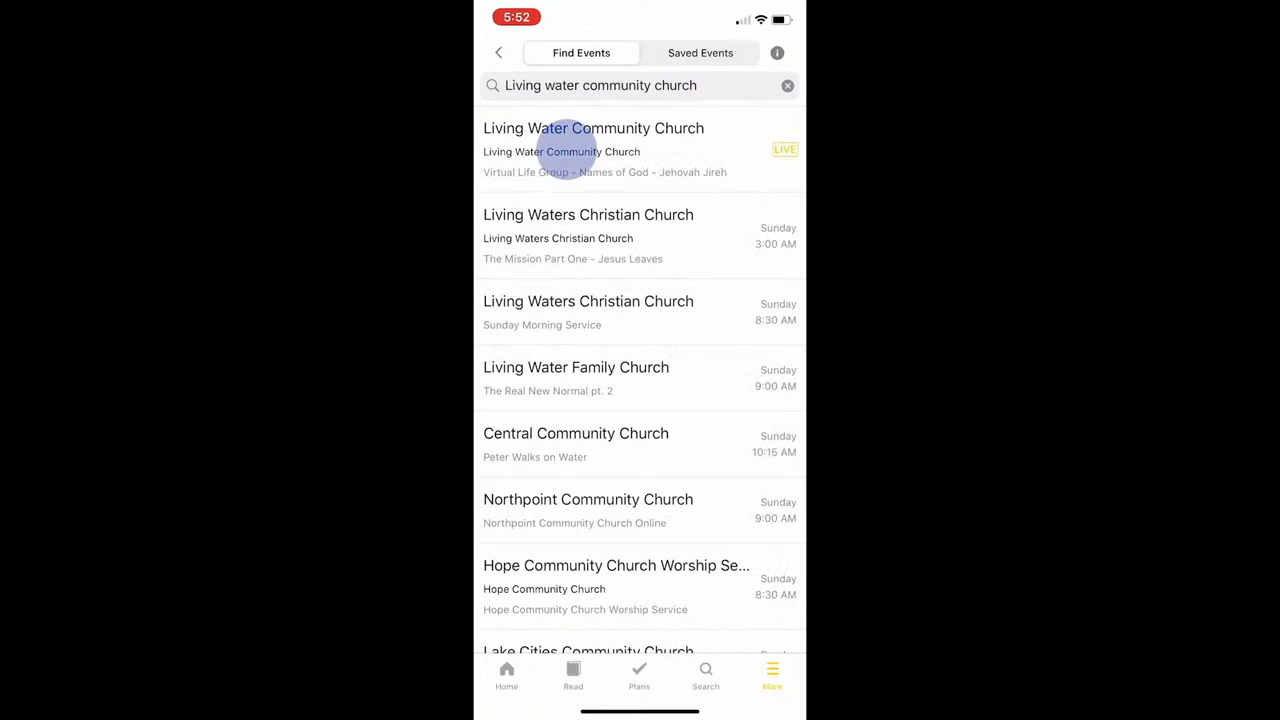 5:52
Find Events
Saved Events
Living water community church
Living Water Community Church
Living Water Community Church
LIVE
Virtual Life Group - Names of God - Jehovah Jireh
Living Waters Christian Church
Sunday
Living Waters Christian Church
3:00 AM
The Mission Part One - Jesus Leaves
Living Waters Christian Church
Sunday
8:30 AM
Sunday Morning Service
Living Water Family Church
Sunday
9:00 AM
The Real New Normal pt. 2
Central Community Church
Sunday
10:15 AM
Peter Walks on Water
Northpoint Community Church
Sunday
9:00 AM
Northpoint Community Church Online
Hope Community Church Worship Se...
Sunday
Hope Community Church
8:30 AM
Hope Community Church Worship Service
Lake Cities Community Church
Home
Read
Plans
Search
More